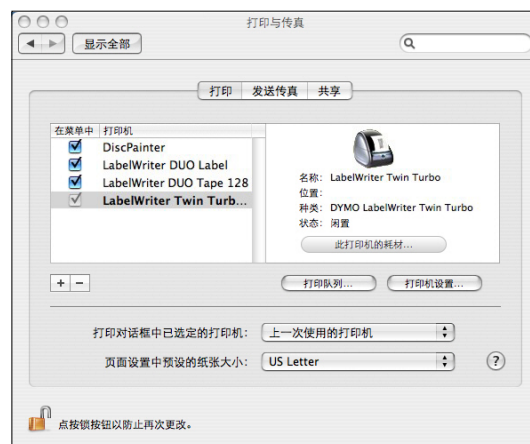 打印与传真
显示全部
打印 发送传真 共享
在菜单中 打印机
DiscPainter
LabelWriter DUO Label
LabelWriter DUO Tape 128
LabelWriter Twin Turb...
名称: LabelWriter Twin Turbo
位置:
种类: DYMO LabelWriter Twin Turbo
状态: 闲置
此打印机的耗材...
+ −
打印队列... 打印机设置...
打印对话框中已选定的打印机: 上一次使用的打印机
页面设置中预设的纸张大小: US Letter ?
点按锁按钮以防止再次更改。